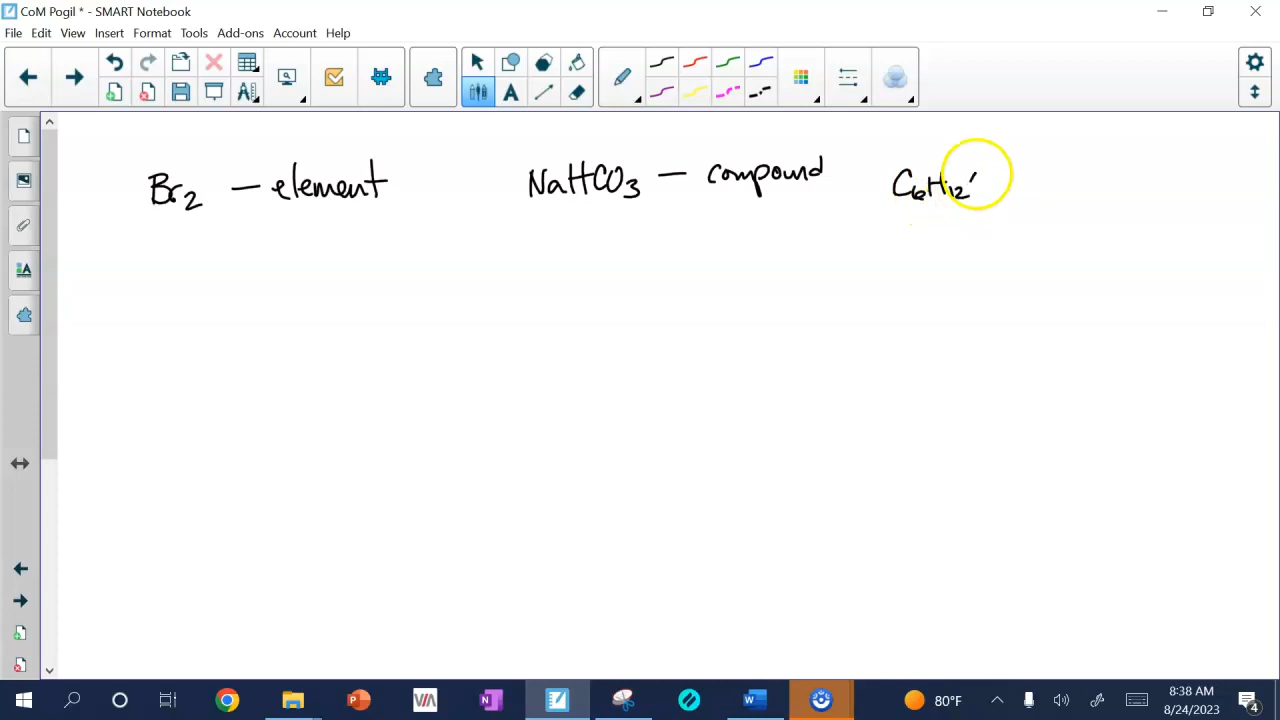 CoM Pogil * - SMART Notebook
File Edit View Insert Format Tools Add-ons Account Help
Br₂ — element NaHCO₃ — compound C₆H₁₂
80°F
8:38 AM
8/24/2023
4